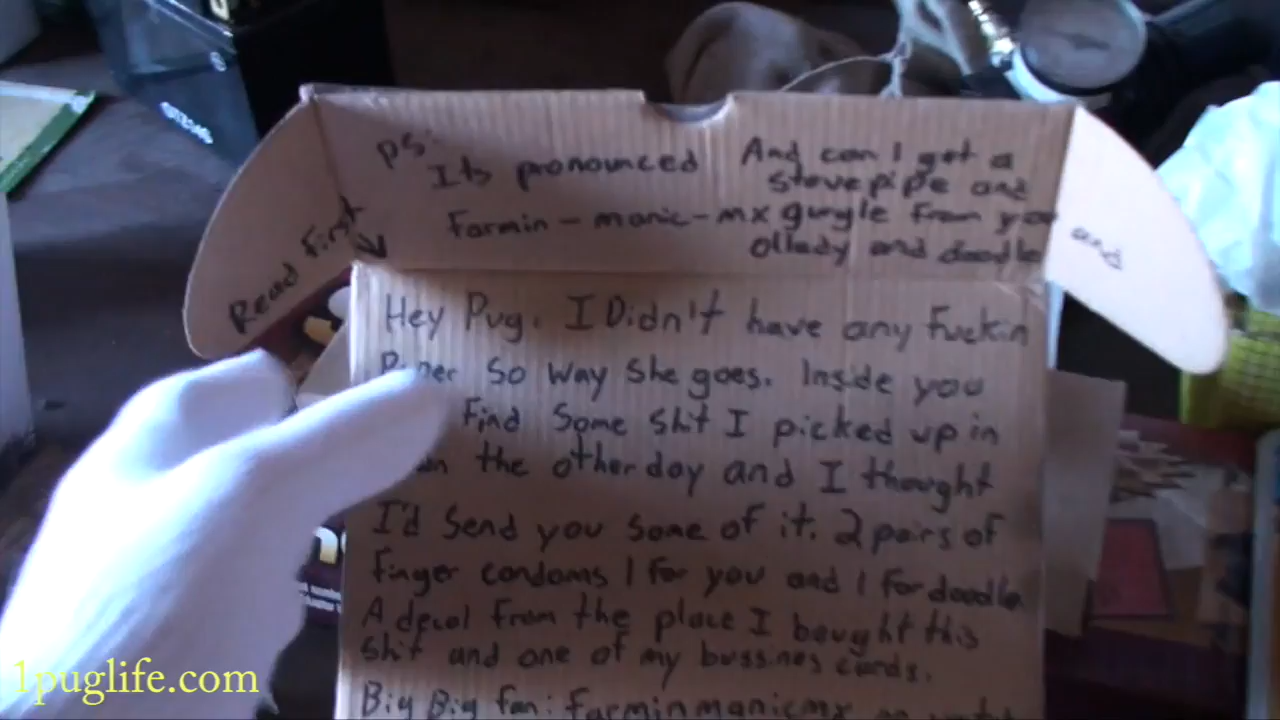 ps:
Its pronounced
Farmin - manic - mx
And can I get a
stovepipe and
gurgle from you
ollady and doodle and
Read First
Hey Pug. I Didn't have any Fuckin
so way she goes. Inside you
Find some shit I picked up in
the other day and I thought
I'd send you some of it. 2 pairs of
finger condoms 1 for you and 1 for doodle
A decal from the place I bought this
shit and one of my bussines cards.
Big Big fan: Farminmanicmx on
1puglife.com